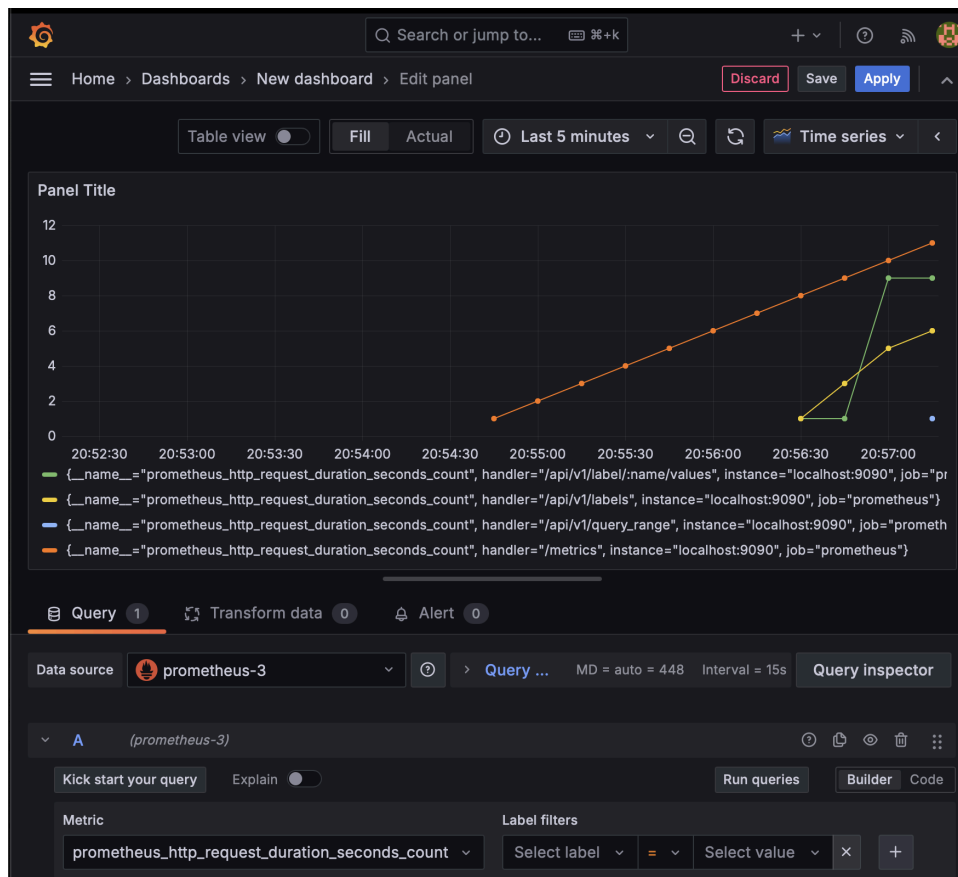 Search or jump to... ⌘+k
Home › Dashboards › New dashboard › Edit panel Discard Save Apply
Table view Fill Actual Last 5 minutes Time series
Panel Title
12
10
8
6
4
2
0
20:52:30 20:53:00 20:53:30 20:54:00 20:54:30 20:55:00 20:55:30 20:56:00 20:56:30 20:57:00
{__name__="prometheus_http_request_duration_seconds_count", handler="/api/v1/label/:name/values", instance="localhost:9090", job="pr
{__name__="prometheus_http_request_duration_seconds_count", handler="/api/v1/labels", instance="localhost:9090", job="prometheus"}
{__name__="prometheus_http_request_duration_seconds_count", handler="/api/v1/query_range", instance="localhost:9090", job="prometh
{__name__="prometheus_http_request_duration_seconds_count", handler="/metrics", instance="localhost:9090", job="prometheus"}
Query 1 Transform data 0 Alert 0
Data source prometheus-3 Query ... MD = auto = 448 Interval = 15s Query inspector
A (prometheus-3)
Kick start your query Explain Run queries Builder Code
Metric Label filters
prometheus_http_request_duration_seconds_count Select label = Select value